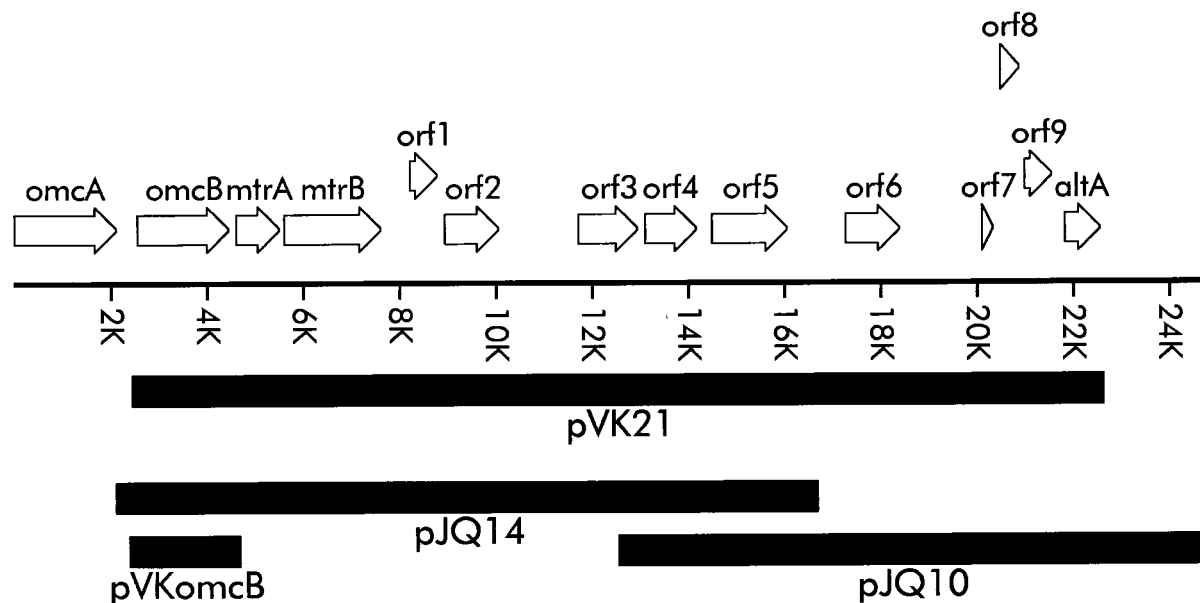 orf8
orf1 orf9
omcA omcB mtrA mtrB orf2 orf3 orf4 orf5 orf6 orf7 altA
2K 4K 6K 8K 10K 12K 14K 16K 18K 20K 22K 24K
pVK21
pJQ14
pVKomcB pJQ10